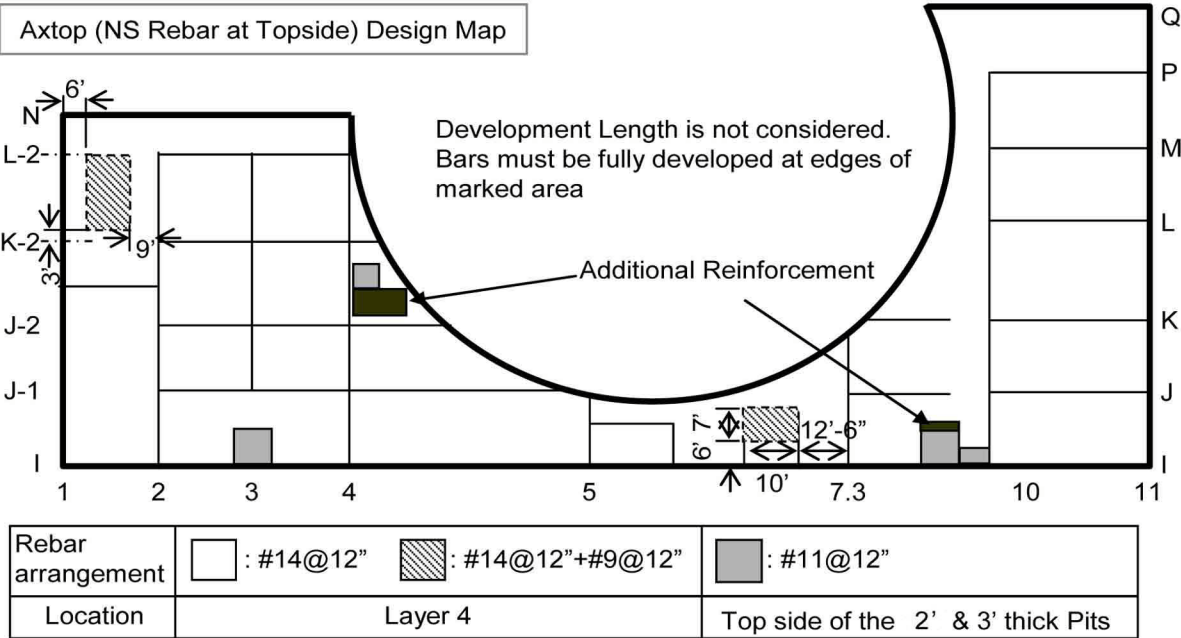 Axtop (NS Rebar at Topside) Design Map
Q
P
6’
N
Development Length is not considered.
Bars must be fully developed at edges of
marked area
L-2
M
L
K-2
9’
3’
Additional Reinforcement
J-2
K
J-1
J
7’
12’-6”
6’
10’
I
I
1
2
3
4
5
7.3
10
11
Rebar
arrangement
: #14@12”
: #14@12”+#9@12”
: #11@12”
Location
Layer 4
Top side of the 2’ & 3’ thick Pits